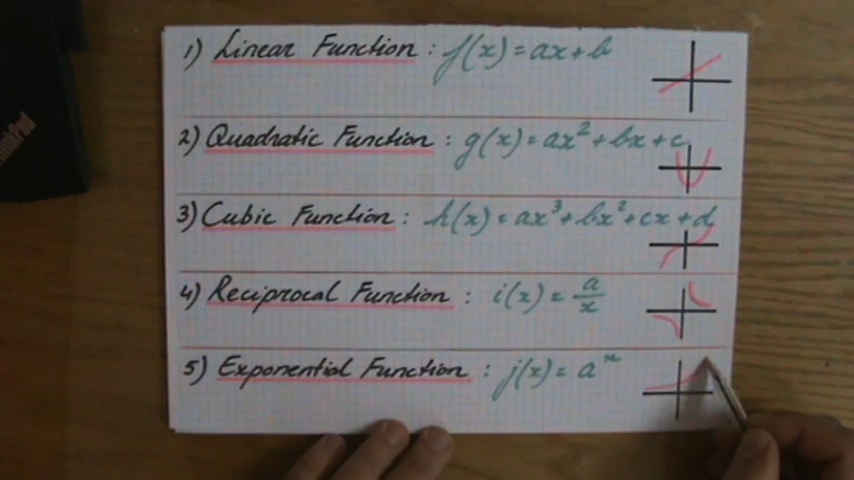 1) Linear Function : f(x) = ax + b
2) Quadratic Function : g(x) = ax² + bx + c
3) Cubic Function : h(x) = ax³ + bx² + cx + d
4) Reciprocal Function : i(x) = a/x
5) Exponential Function : j(x) = aˣ
ThinkPad